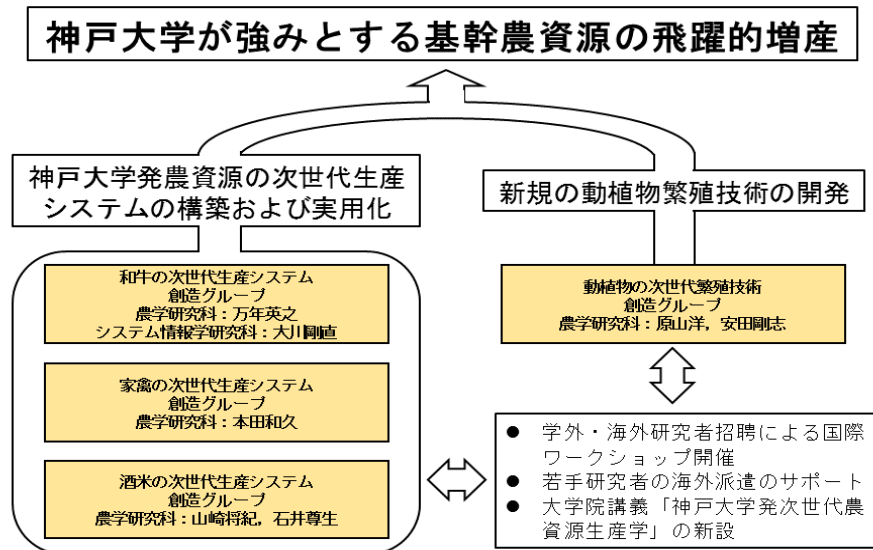 神戸大学が強みとする基幹農資源の飛躍的増産
神戸大学発農資源の次世代生産
システムの構築および実用化
新規の動植物繁殖技術の開発
和牛の次世代生産システム
創造グループ
農学研究科：万年英之
システム情報学研究科：大川剛直
家禽の次世代生産システム
創造グループ
農学研究科：本田和久
酒米の次世代生産システム
創造グループ
農学研究科：山崎将紀，石井尊生
動植物の次世代繁殖技術
創造グループ
農学研究科：原山洋，安田剛志
● 学外・海外研究者招聘による国際
ワークショップ開催
● 若手研究者の海外派遣のサポート
● 大学院講義「神戸大学発次世代農
資源生産学」の新設